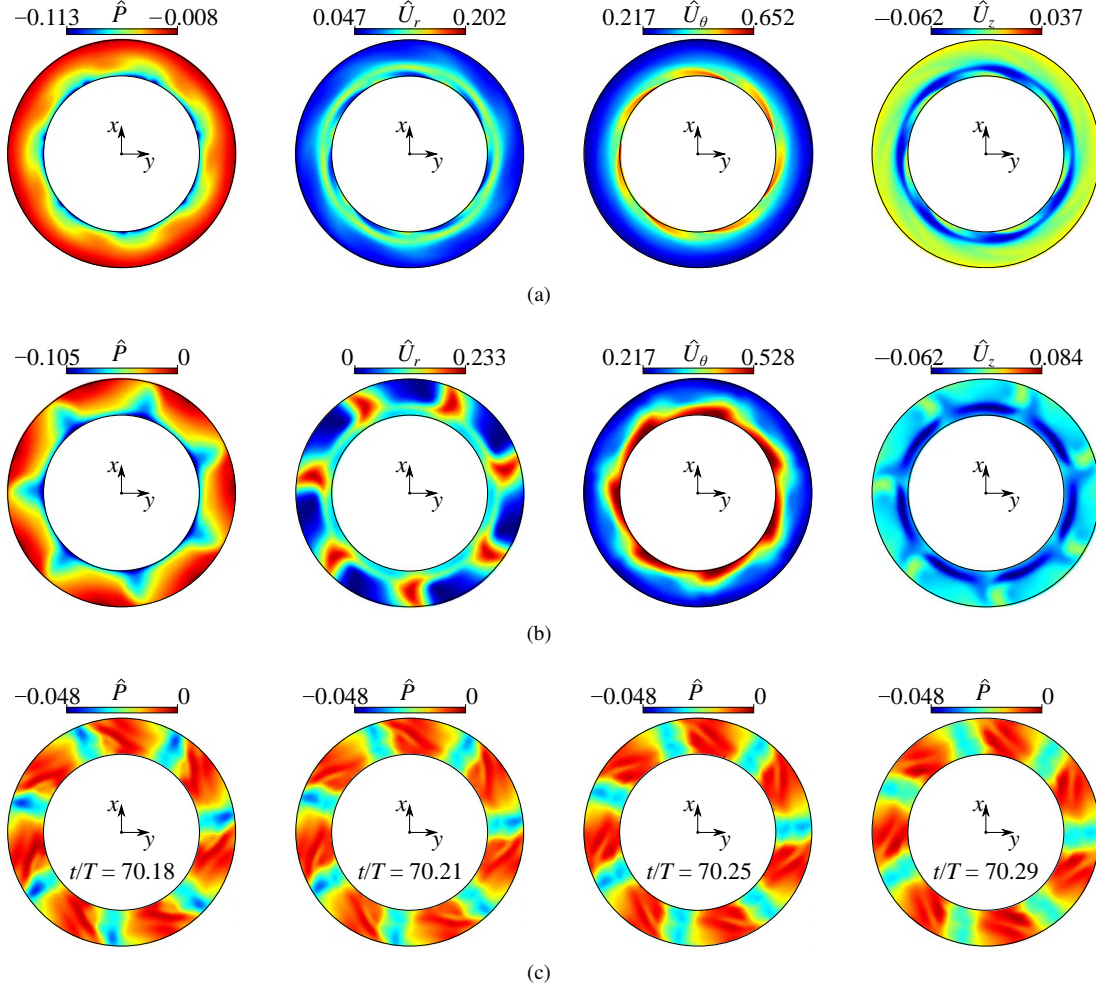 −0.113 P̂ −0.008 0.047 Û_r 0.202 0.217 Û_θ 0.652 −0.062 Û_z 0.037
x x x x
y y y y
(a)
−0.105 P̂ 0 0 Û_r 0.233 0.217 Û_θ 0.528 −0.062 Û_z 0.084
x x x x
y y y y
(b)
−0.048 P̂ 0 −0.048 P̂ 0 −0.048 P̂ 0 −0.048 P̂ 0
x x x x
y y y y
t/T = 70.18 t/T = 70.21 t/T = 70.25 t/T = 70.29
(c)